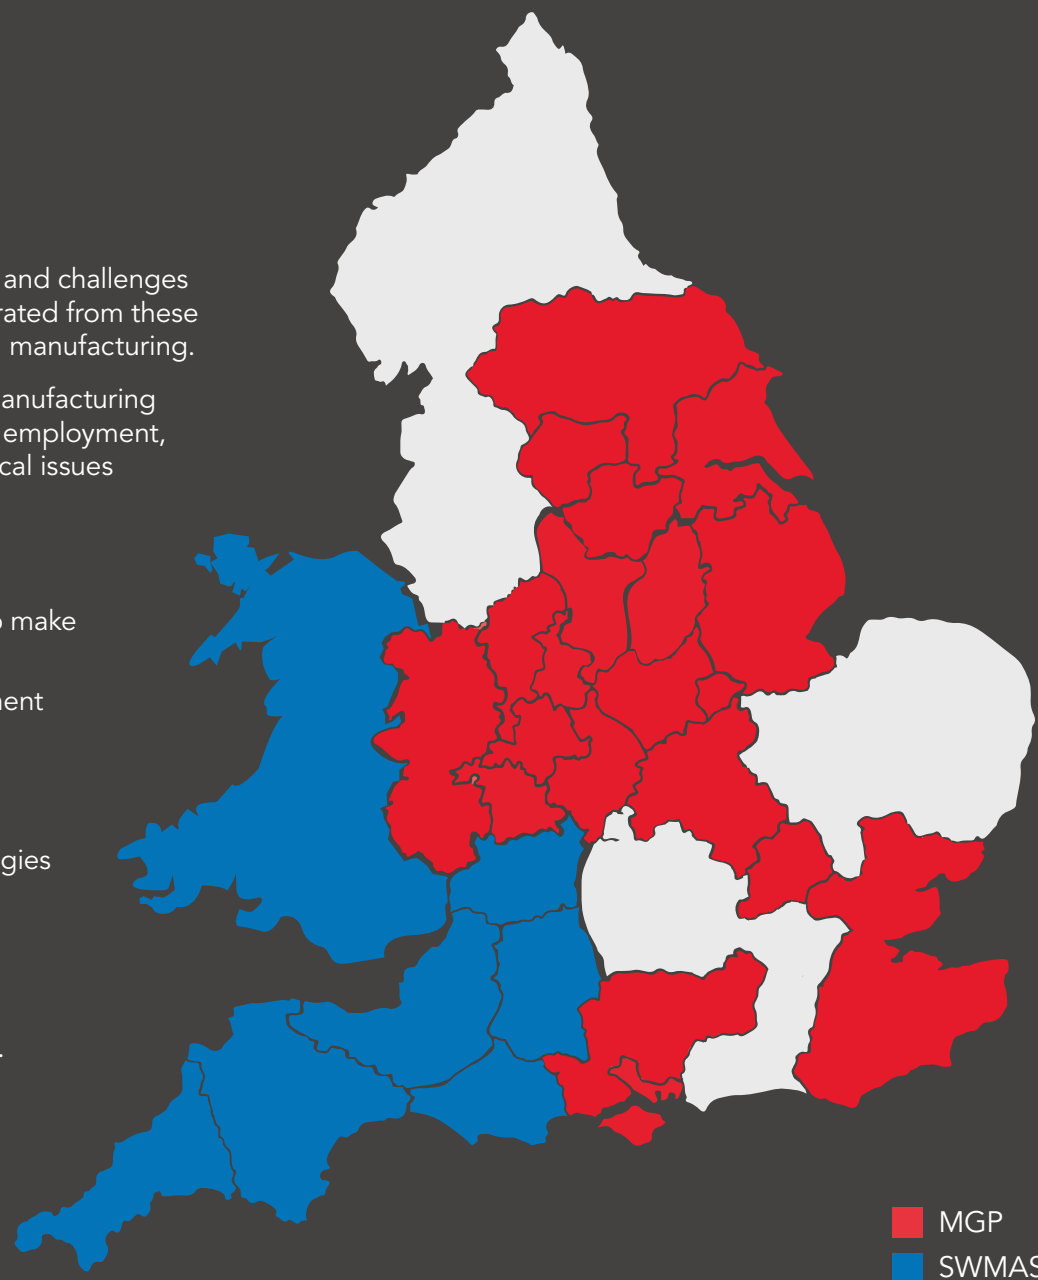 and challenges
rated from these
manufacturing.
anufacturing
employment,
cal issues
make
ent
gies
MGP
SWMAS